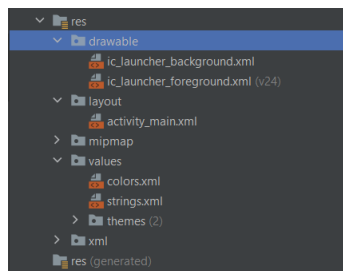 res
drawable
ic_launcher_background.xml
ic_launcher_foreground.xml (v24)
layout
activity_main.xml
mipmap
values
colors.xml
strings.xml
themes (2)
xml
res (generated)